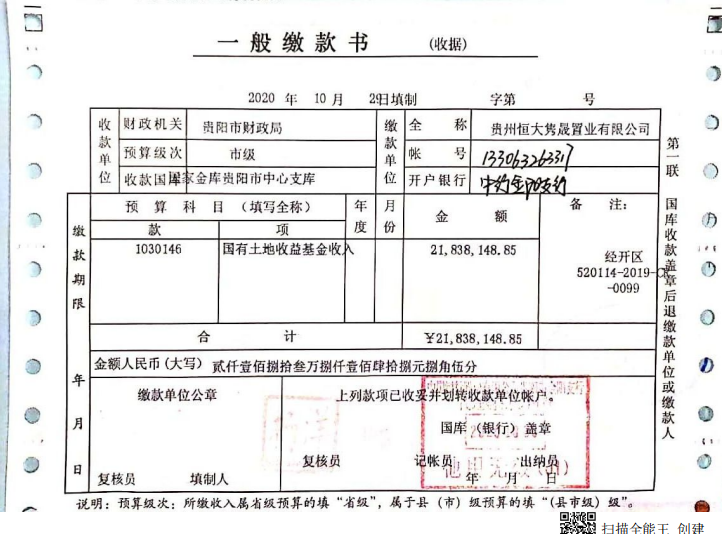 一般缴款书 (收据)
2020 年 10 月 29日填制 字第 号
收款单位 财政机关 贵阳市财政局 缴款单位 全 称 贵州恒大隽晟置业有限公司
预算级次 市级 帐 号 133063263317
收款国库 国家金库贵阳市中心支库 开户银行
预 算 科 目 (填写全称) 年度 月份 金 额 备 注:
款 项
1030146 国有土地收益基金收入 21,838,148.85 经开区
520114-2019-CR
-0099
合 计 ¥21,838,148.85
金额人民币(大写) 贰仟壹佰捌拾叁万捌仟壹佰肆拾捌元捌角伍分
缴款期限 年 月 日
缴款单位公章 上列款项已收妥并划转收款单位帐户。
国库(银行)盖章
复核员 填制人 复核员 记帐员 出纳员
年 月 日
第一联 国库收款盖章后退缴款单位或缴款人
说明:预算级次:所缴收入属省级预算的填“省级”,属于县(市)级预算的填“(县市级)级”。
扫描全能王 创建